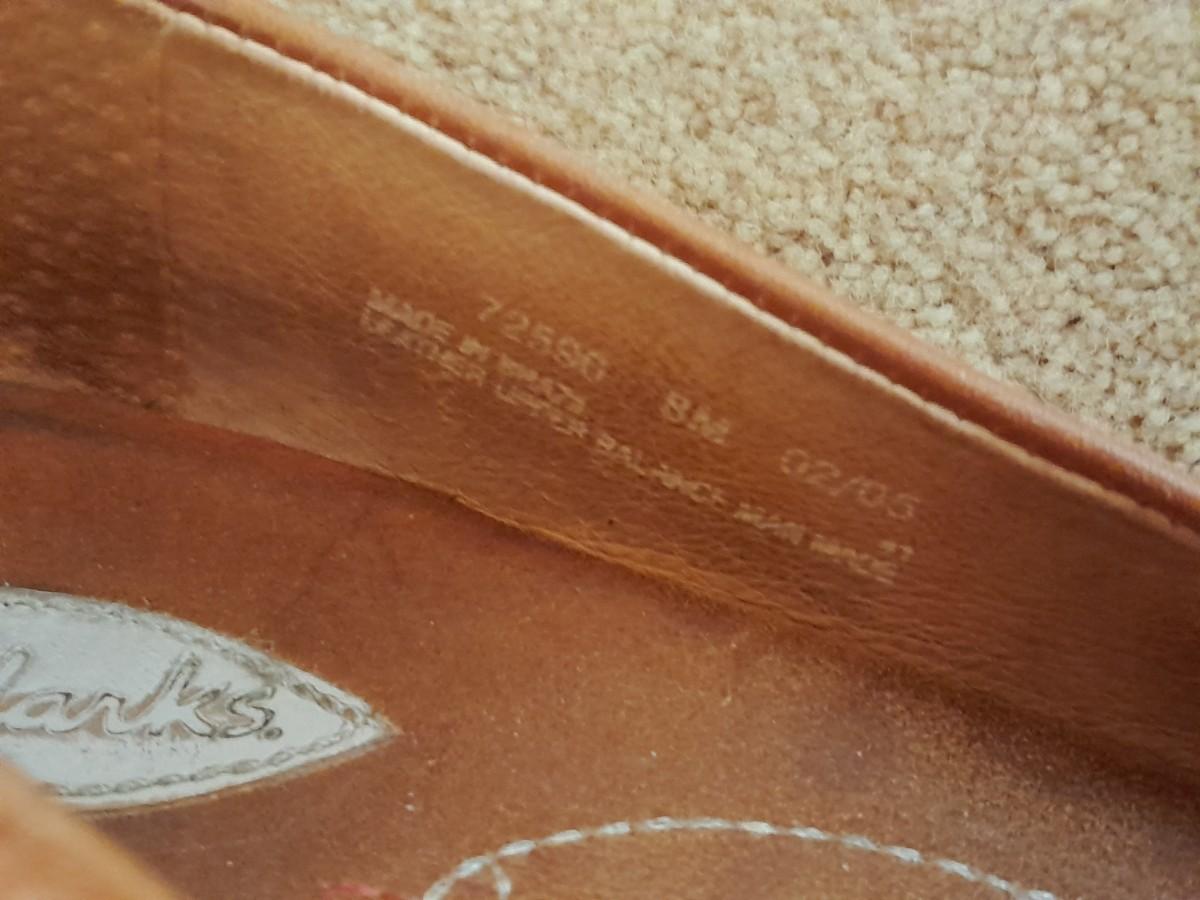 72590 8M 02/05
MADE IN BRAZIL
LEATHER UPPER BALANCE MAN MADE
Clarks.